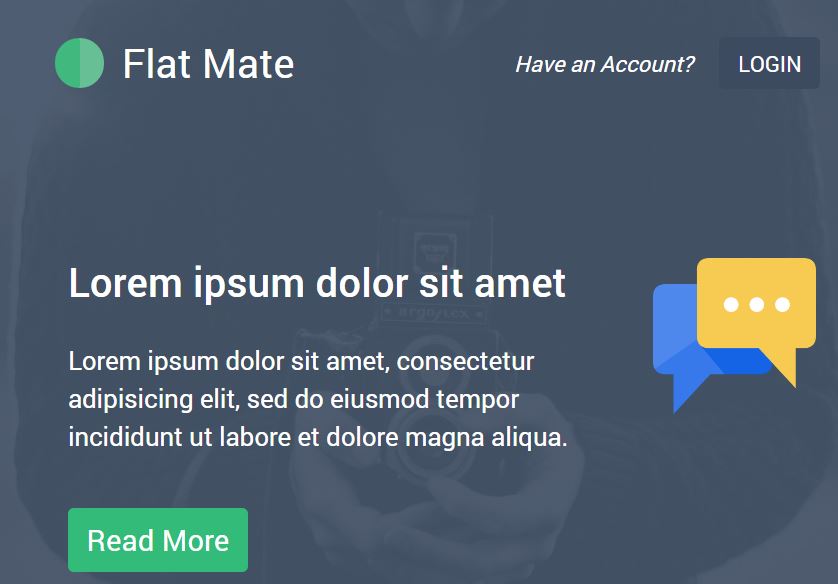 Flat Mate
Have an Account?
LOGIN
Lorem ipsum dolor sit amet
argoflex
Lorem ipsum dolor sit amet, consectetur
adipisicing elit, sed do eiusmod tempor
incididunt ut labore et dolore magna aliqua.
Read More